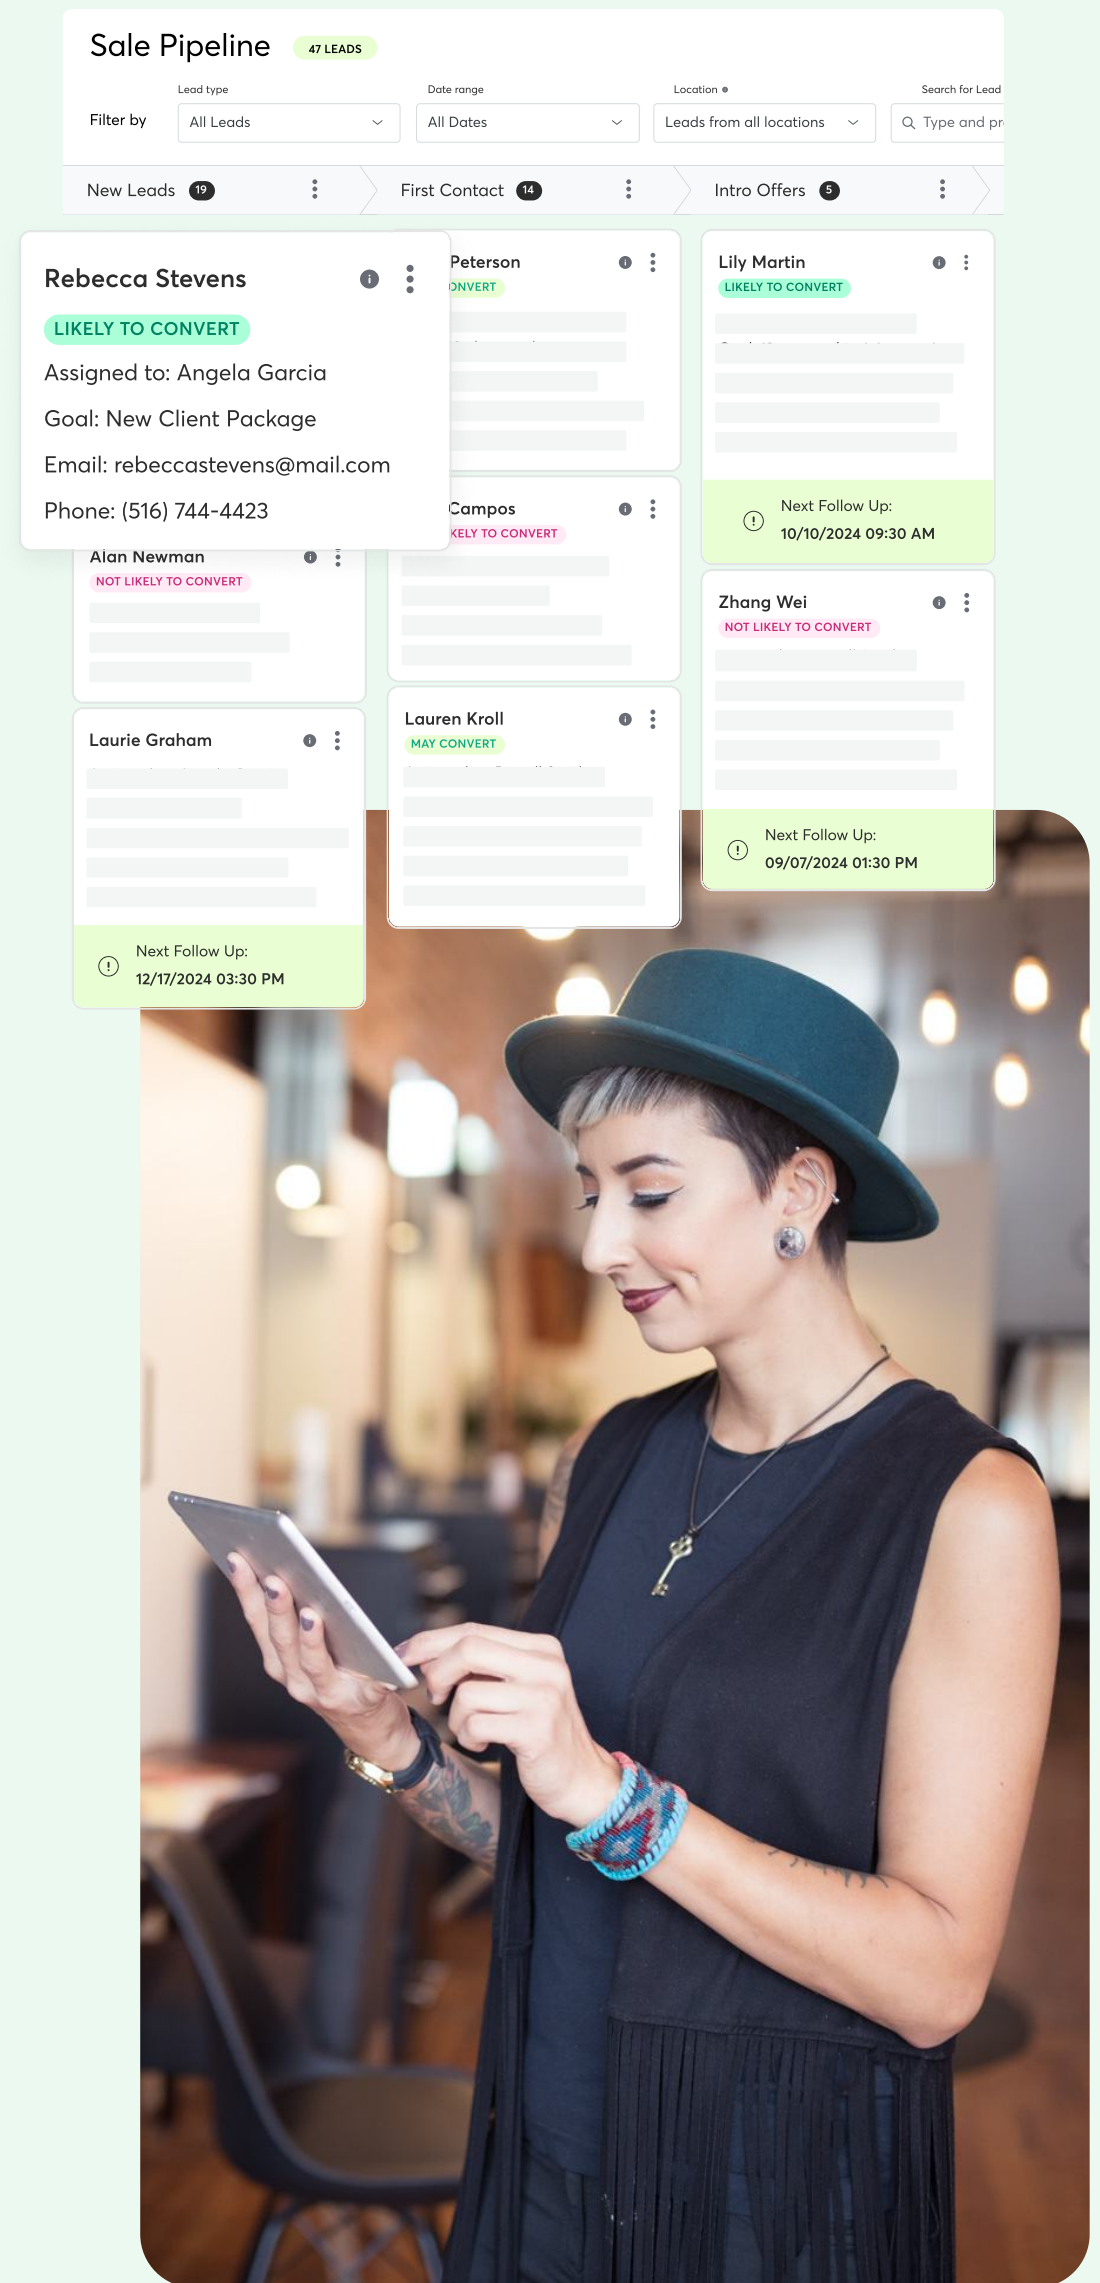 Sale Pipeline
47 LEADS
Filter by
Lead type
All Leads
Date range
All Dates
Location
Leads from all locations
Search for Lead
Type and
New Leads 19
First Contact 14
Intro Offers 5
Rebecca Stevens
LIKELY TO CONVERT
Assigned to: Angela Garcia
Goal: New Client Package
Email: rebeccastevens@mail.com
Phone: (516) 744-4423
Alan Newman
NOT LIKELY TO CONVERT
Laurie Graham
Next Follow Up:
12/17/2024 03:30 PM
Peterson
Campos
TO CONVERT
Lauren Kroll
MAY CONVERT
Lily Martin
LIKELY TO CONVERT
Next Follow Up:
10/10/2024 09:30 AM
Zhang Wei
NOT LIKELY TO CONVERT
Next Follow Up:
09/07/2024 01:30 PM